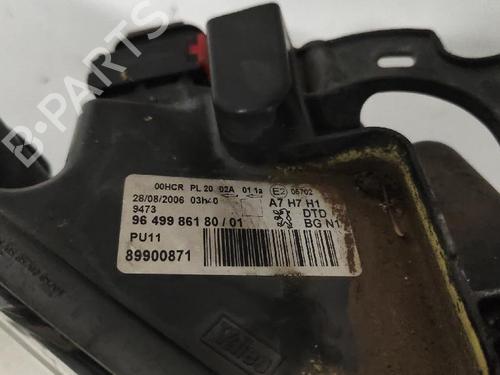 00HCR PL 20 02A 01 1a E2 05702
28/08/2006 03h40 A7 H7 H1
9473 DTD
96 499 861 80 / 01 BG N1
PU11
89900871
Valeo
B-PARTS